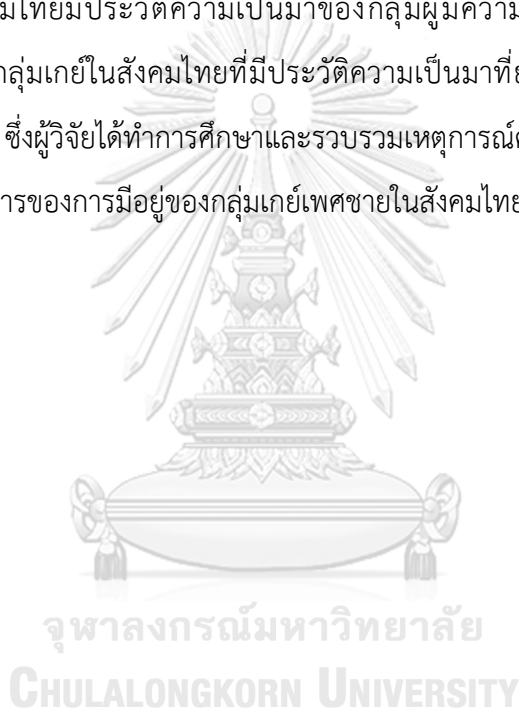 มไทยมีประวัติความเป็นมาของกลุ่มผู้มีความ
กลุ่มเกย์ในสังคมไทยที่มีประวัติความเป็นมาที่
ซึ่งผู้วิจัยได้ทำการศึกษาและรวบรวมเหตุการณ์
การของการมีอยู่ของกลุ่มเกย์เพศชายในสังคมไทย
จุฬาลงกรณ์มหาวิทยาลัย
CHULALONGKORN UNIVERSITY